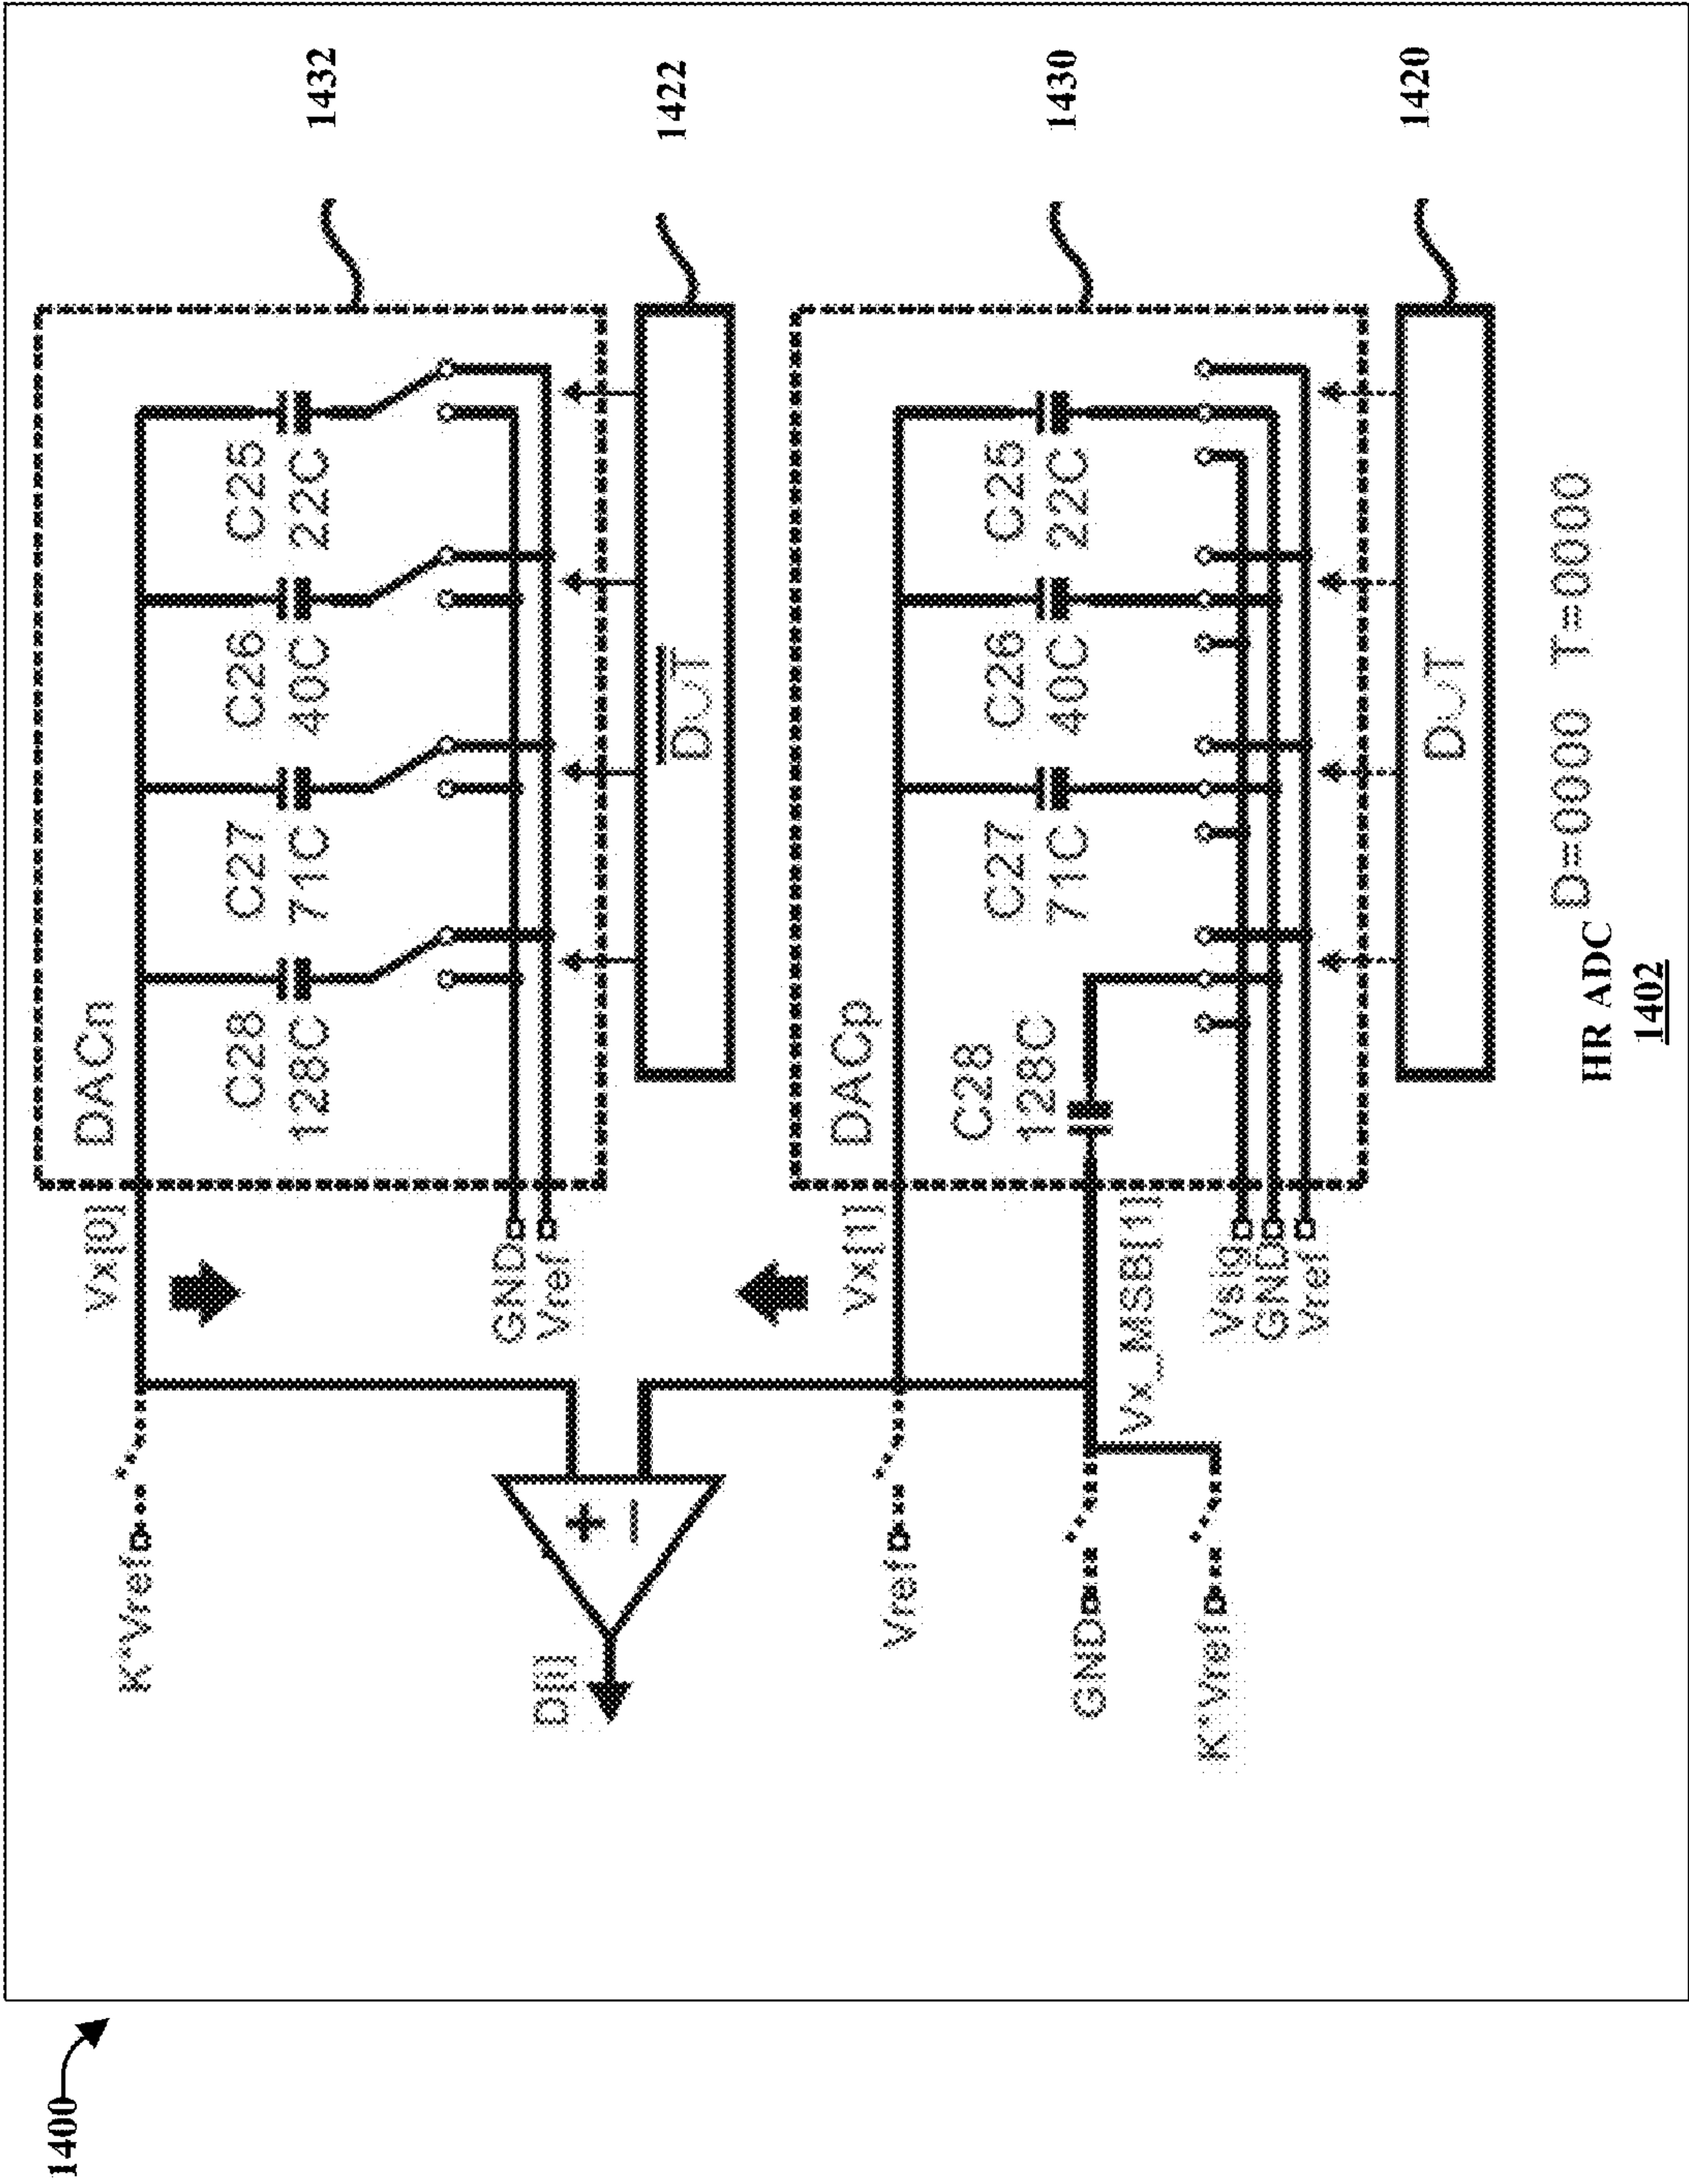 1400
K*Vref
Vx[0]
DACn
C28 C27 C26 C25
128C 71C 40C 22C
1432
GND
Vref
D[i]
+
−
D∪T
1422
Vref
Vx[1]
DACp
C28 C27 C26 C25
128C 71C 40C 22C
1430
GND
Vx_MSB[1]
K*Vref
Vsig
GND
Vref
D∪T
1420
D=0000 T=0000
HR ADC
1402